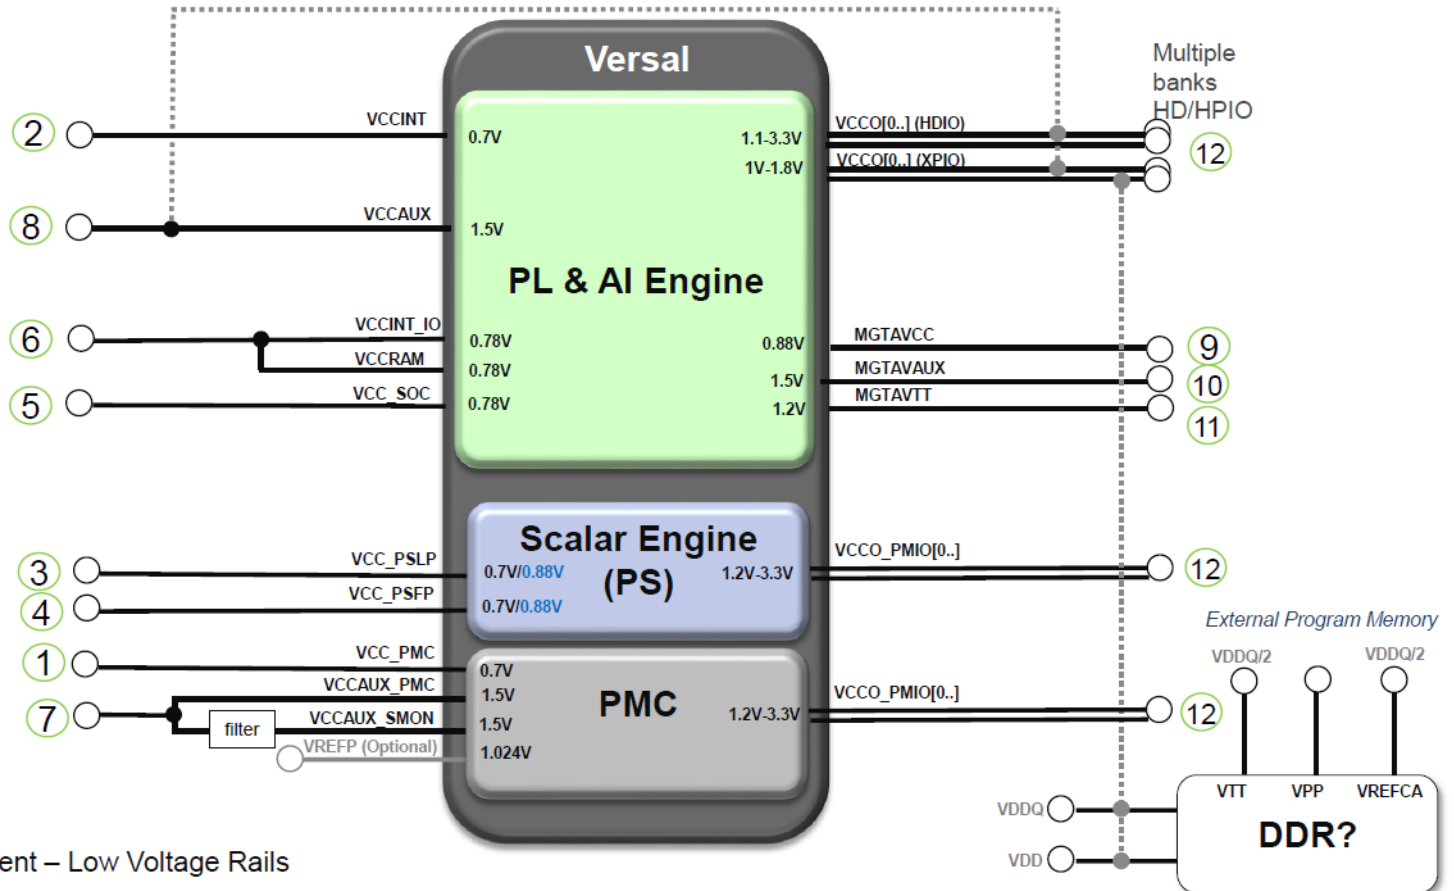 Versal
Multiple
banks
HD/HPIO
2
VCCINT
0.7V
1.1-3.3V
VCCO[0..] (HDIO)
1V-1.8V
VCCO[0..] (XPIO)
12
8
VCCAUX
1.5V
PL & AI Engine
6
VCCINT_IO
0.78V
VCCRAM
0.78V
5
VCC_SOC
0.78V
0.88V
MGTAVCC
9
1.5V
MGTAVAUX
10
1.2V
MGTAVTT
11
Scalar Engine
(PS)
3
VCC_PSLP
0.7V/0.88V
1.2V-3.3V
VCCO_PMIO[0..]
12
4
VCC_PSFP
0.7V/0.88V
1
VCC_PMC
0.7V
VCCAUX_PMC
1.5V
7
filter
VCCAUX_SMON
1.5V
VREFP (Optional)
1.024V
PMC
1.2V-3.3V
VCCO_PMIO[0..]
12
External Program Memory
VDDQ/2
VDDQ/2
VTT
VPP
VREFCA
VDDQ
VDD
DDR?
ent – Low Voltage Rails